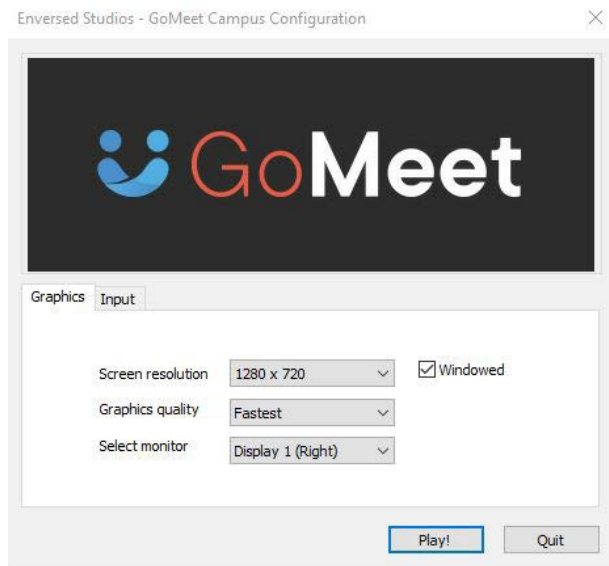 Enversed Studios - GoMeet Campus Configuration
GoMeet
Graphics Input
Screen resolution 1280 x 720 Windowed
Graphics quality Fastest
Select monitor Display 1 (Right)
Play! Quit